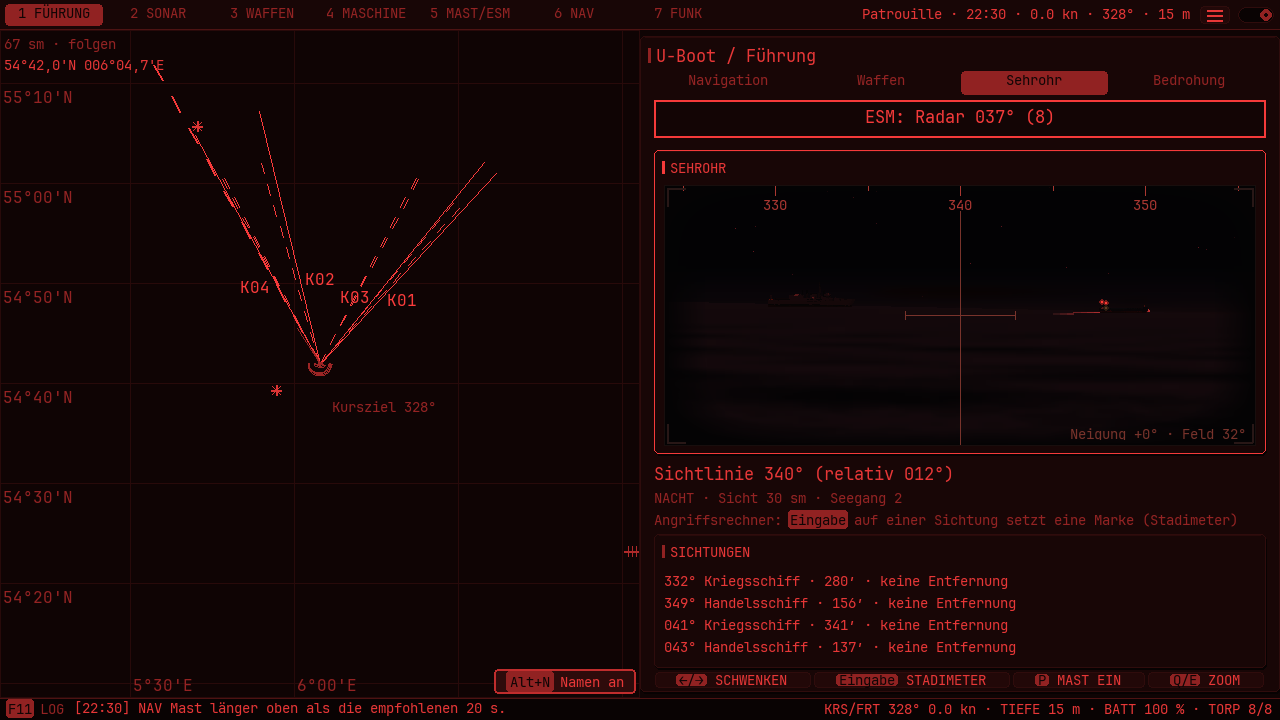 1 FÜHRUNG 2 SONAR 3 WAFFEN 4 MASCHINE 5 MAST/ESM 6 NAV 7 FUNK Patrouille · 22:30 · 0.0 kn · 328° · 15 m
67 sm · folgen
54°42,0'N 006°04,7'E
55°10'N
55°00'N
54°50'N
54°40'N
54°30'N
54°20'N
5°30'E 6°00'E
K04
K02
K03
K01
Kursziel 328°
Alt+N Namen an
U-Boot / Führung
Navigation Waffen Sehrohr Bedrohung
ESM: Radar 037° (8)
SEHROHR
330 340 350
Neigung +0° · Feld 32°
Sichtlinie 340° (relativ 012°)
NACHT · Sicht 30 sm · Seegang 2
Angriffsrechner: Eingabe auf einer Sichtung setzt eine Marke (Stadimeter)
SICHTUNGEN
332° Kriegsschiff · 280′ · keine Entfernung
349° Handelsschiff · 156′ · keine Entfernung
041° Kriegsschiff · 341′ · keine Entfernung
043° Handelsschiff · 137′ · keine Entfernung
←/→ SCHWENKEN Eingabe STADIMETER P MAST EIN Q/E ZOOM
F11 LOG [22:30] NAV Mast länger oben als die empfohlenen 20 s. KRS/FRT 328° 0.0 kn · TIEFE 15 m · BATT 100 % · TORP 8/8